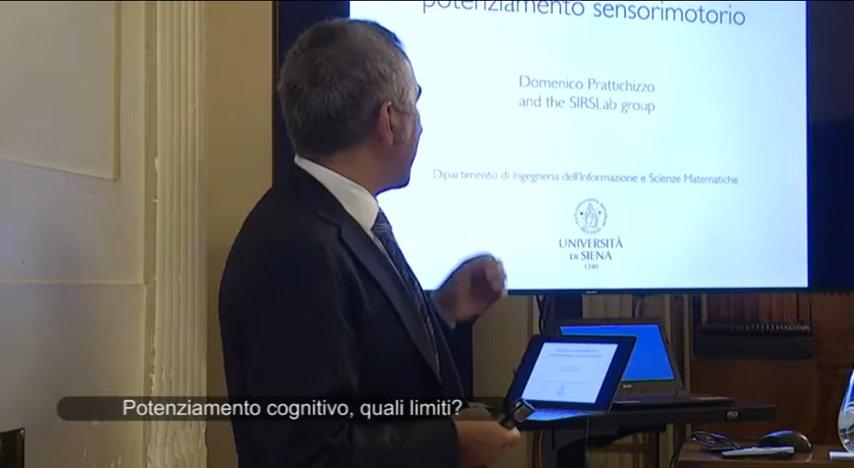 potenziamento sensorimotorio
Domenico Prattichizzo
and the SIRSLab group
Dipartimento di Ingegneria dell'Informazione e Scienze Matematiche
UNIVERSITÀ
DI SIENA
1240
Potenziamento cognitivo, quali limiti?